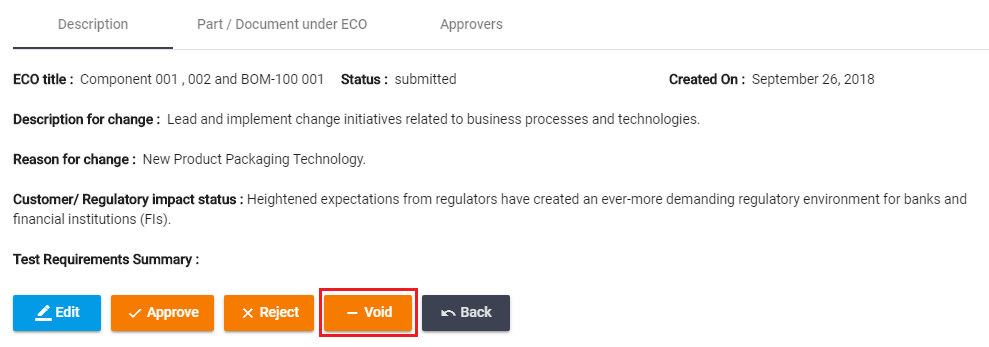 Description Part / Document under ECO Approvers
ECO title : Component 001 , 002 and BOM-100 001 Status : submitted Created On : September 26, 2018
Description for change : Lead and implement change initiatives related to business processes and technologies.
Reason for change : New Product Packaging Technology.
Customer/ Regulatory impact status : Heightened expectations from regulators have created an ever-more demanding regulatory environment for banks and
financial institutions (FIs).
Test Requirements Summary :
Edit Approve Reject Void Back